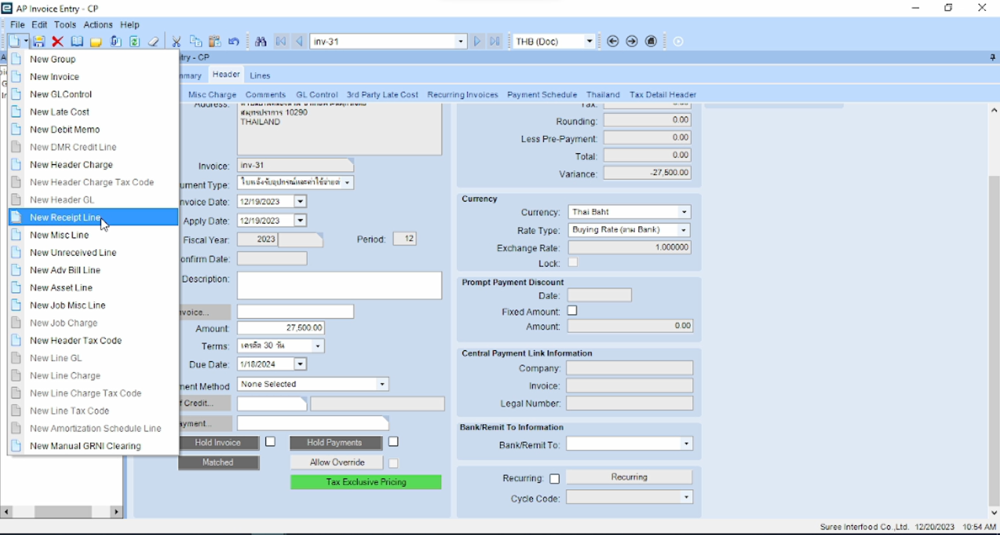 AP Invoice Entry - CP
File Edit Tools Actions Help
inv-31
THB (Doc)
try - CP
New Group
New Invoice
New GLControl
New Late Cost
New Debit Memo
New DMR Credit Line
New Header Charge
New Header Charge Tax Code
New Header GL
New Receipt Line
New Misc Line
New Unreceived Line
New Adv Bill Line
New Asset Line
New Job Misc Line
New Job Charge
New Header Tax Code
New Line GL
New Line Charge
New Line Charge Tax Code
New Line Tax Code
New Amortization Schedule Line
New Manual GRNI Clearing
mmary Header Lines
Misc Charge Comments GL Control 3rd Party Late Cost Recurring Invoices Payment Schedule Thailand Tax Detail Header
Address:
สมุทรปราการ 10290
THAILAND
Invoice: inv-31
ument Type: ใบแจ้งรับอุปกรณ์และค่าใช้จ่ายต่
nvoice Date: 12/19/2023
Apply Date: 12/19/2023
Fiscal Year: 2023 Period: 12
onfirm Date:
Description:
nvoice...
Amount: 27,500.00
Terms: เครดิต 30 วัน
Due Date: 1/18/2024
ment Method None Selected
f Credit...
ayment...
Hold Invoice Hold Payments
Matched Allow Override
Tax Exclusive Pricing
Tax: 0.00
Rounding: 0.00
Less Pre-Payment: 0.00
Total: 0.00
Variance: -27,500.00
Currency
Currency: Thai Baht
Rate Type: Buying Rate (ตาม Bank)
Exchange Rate: 1.000000
Lock:
Prompt Payment Discount
Date:
Fixed Amount:
Amount: 0.00
Central Payment Link Information
Company:
Invoice:
Legal Number:
Bank/Remit To Information
Bank/Remit To:
Recurring: Recurring
Cycle Code:
Suree Interfood Co.,Ltd. 12/20/2023 10:54 AM